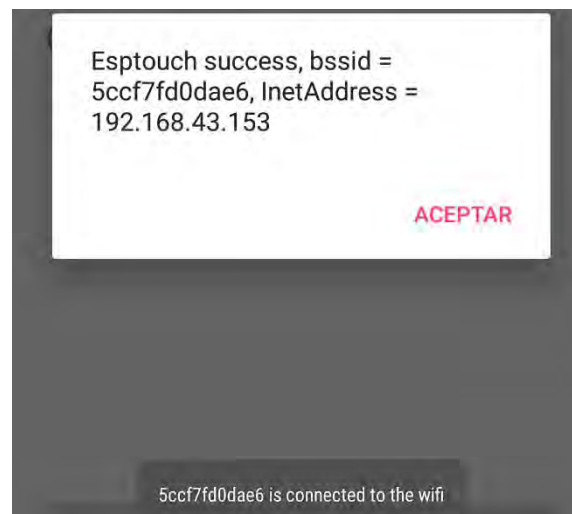 Esptouch success, bssid =
5ccf7fd0dae6, InetAddress =
192.168.43.153
ACEPTAR
5ccf7fd0dae6 is connected to the wifi